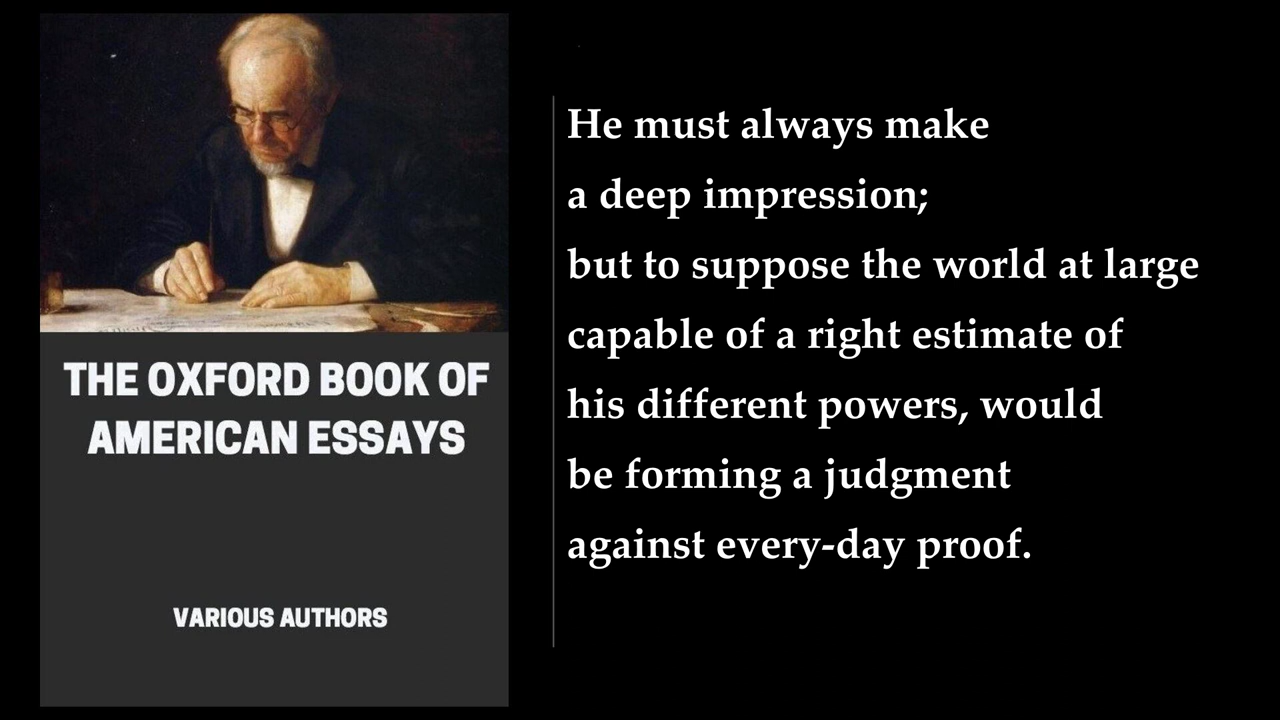 THE OXFORD BOOK OF
AMERICAN ESSAYS
VARIOUS AUTHORS
He must always make
a deep impression;
but to suppose the world at large
capable of a right estimate of
his different powers, would
be forming a judgment
against every-day proof.